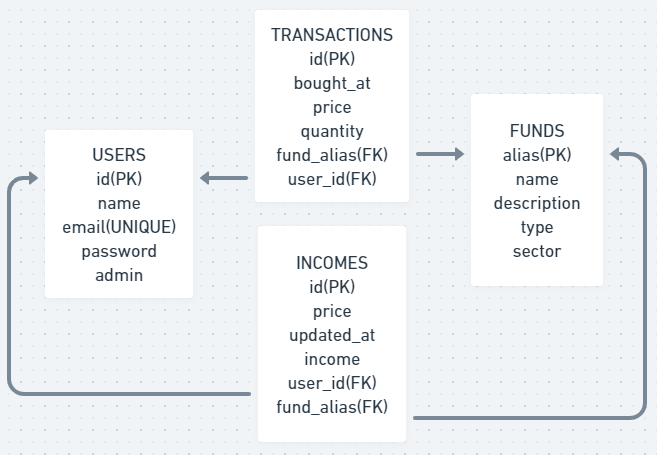 TRANSACTIONS
id(PK)
bought_at
price
quantity
fund_alias(FK)
user_id(FK)
USERS
id(PK)
name
email(UNIQUE)
password
admin
FUNDS
alias(PK)
name
description
type
sector
INCOMES
id(PK)
price
updated_at
income
user_id(FK)
fund_alias(FK)